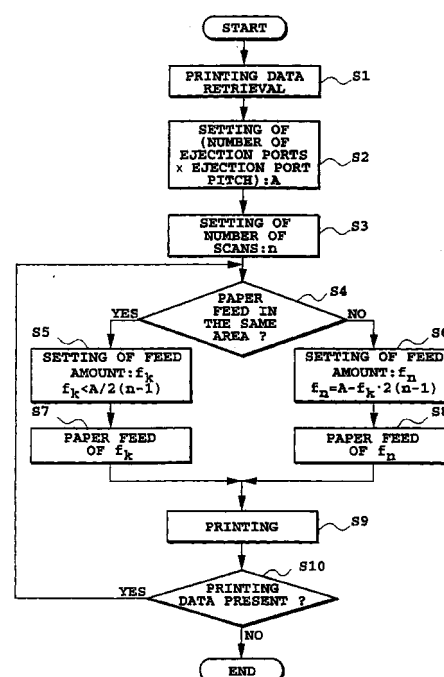 START
PRINTING DATA
RETRIEVAL
S1
SETTING OF
(NUMBER OF
EJECTION PORTS
x EJECTION PORT
PITCH):A
S2
SETTING OF
NUMBER OF
SCANS:n
S3
PAPER
FEED IN
THE SAME
AREA ?
S4
YES
NO
S5
SETTING OF FEED
AMOUNT:fk
fk<A/2(n-1)
S6
SETTING OF FEED
AMOUNT:fn
fn=A-fk·2(n-1)
S7
PAPER FEED
OF fk
S8
PAPER FEED
OF fn
PRINTING
S9
PRINTING
DATA PRESENT ?
S10
YES
NO
END